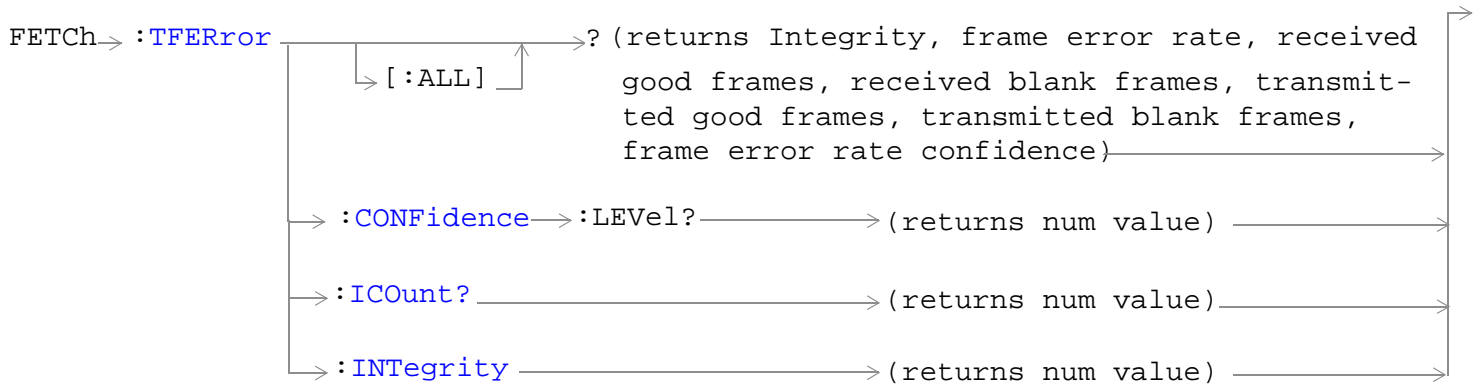 FETCh :TFERror ? (returns Integrity, frame error rate, received
[:ALL] good frames, received blank frames, transmit-
ted good frames, transmitted blank frames,
frame error rate confidence)
:CONFidence :LEVel? (returns num value)
:ICOunt? (returns num value)
:INTegrity (returns num value)